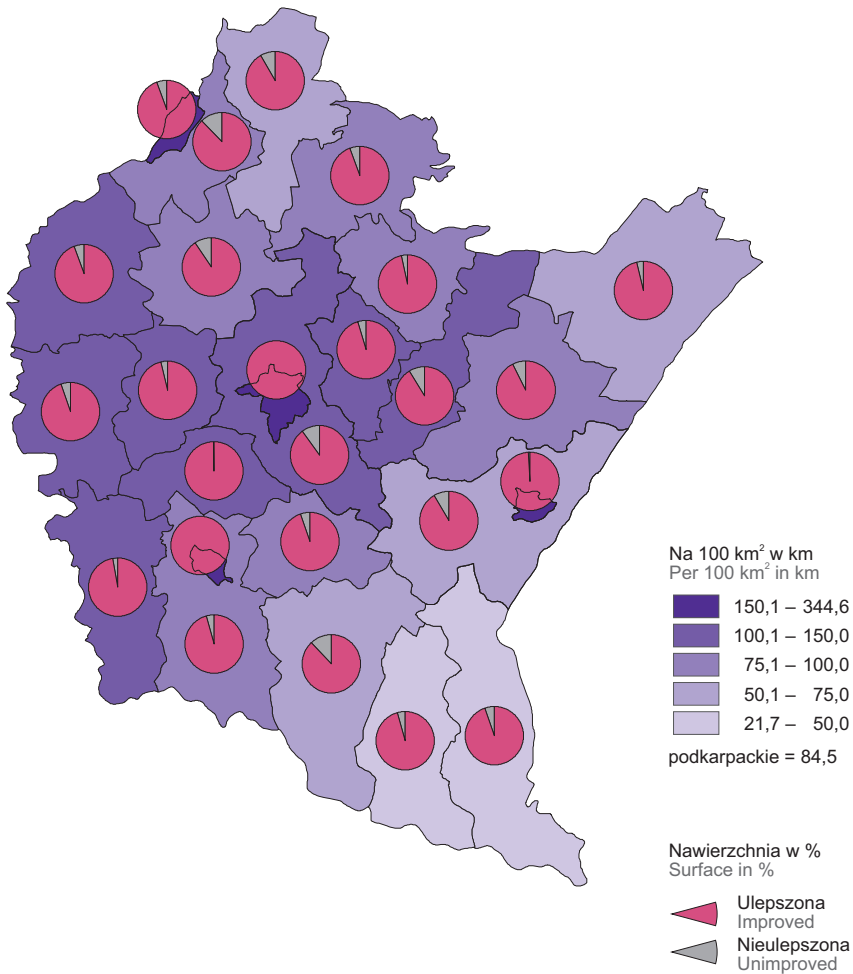 Na 100 km² w km
Per 100 km² in km
150,1 – 344,6
100,1 – 150,0
75,1 – 100,0
50,1 – 75,0
21,7 – 50,0
podkarpackie = 84,5
Nawierzchnia w %
Surface in %
Ulepszona
Improved
Nieulepszona
Unimproved